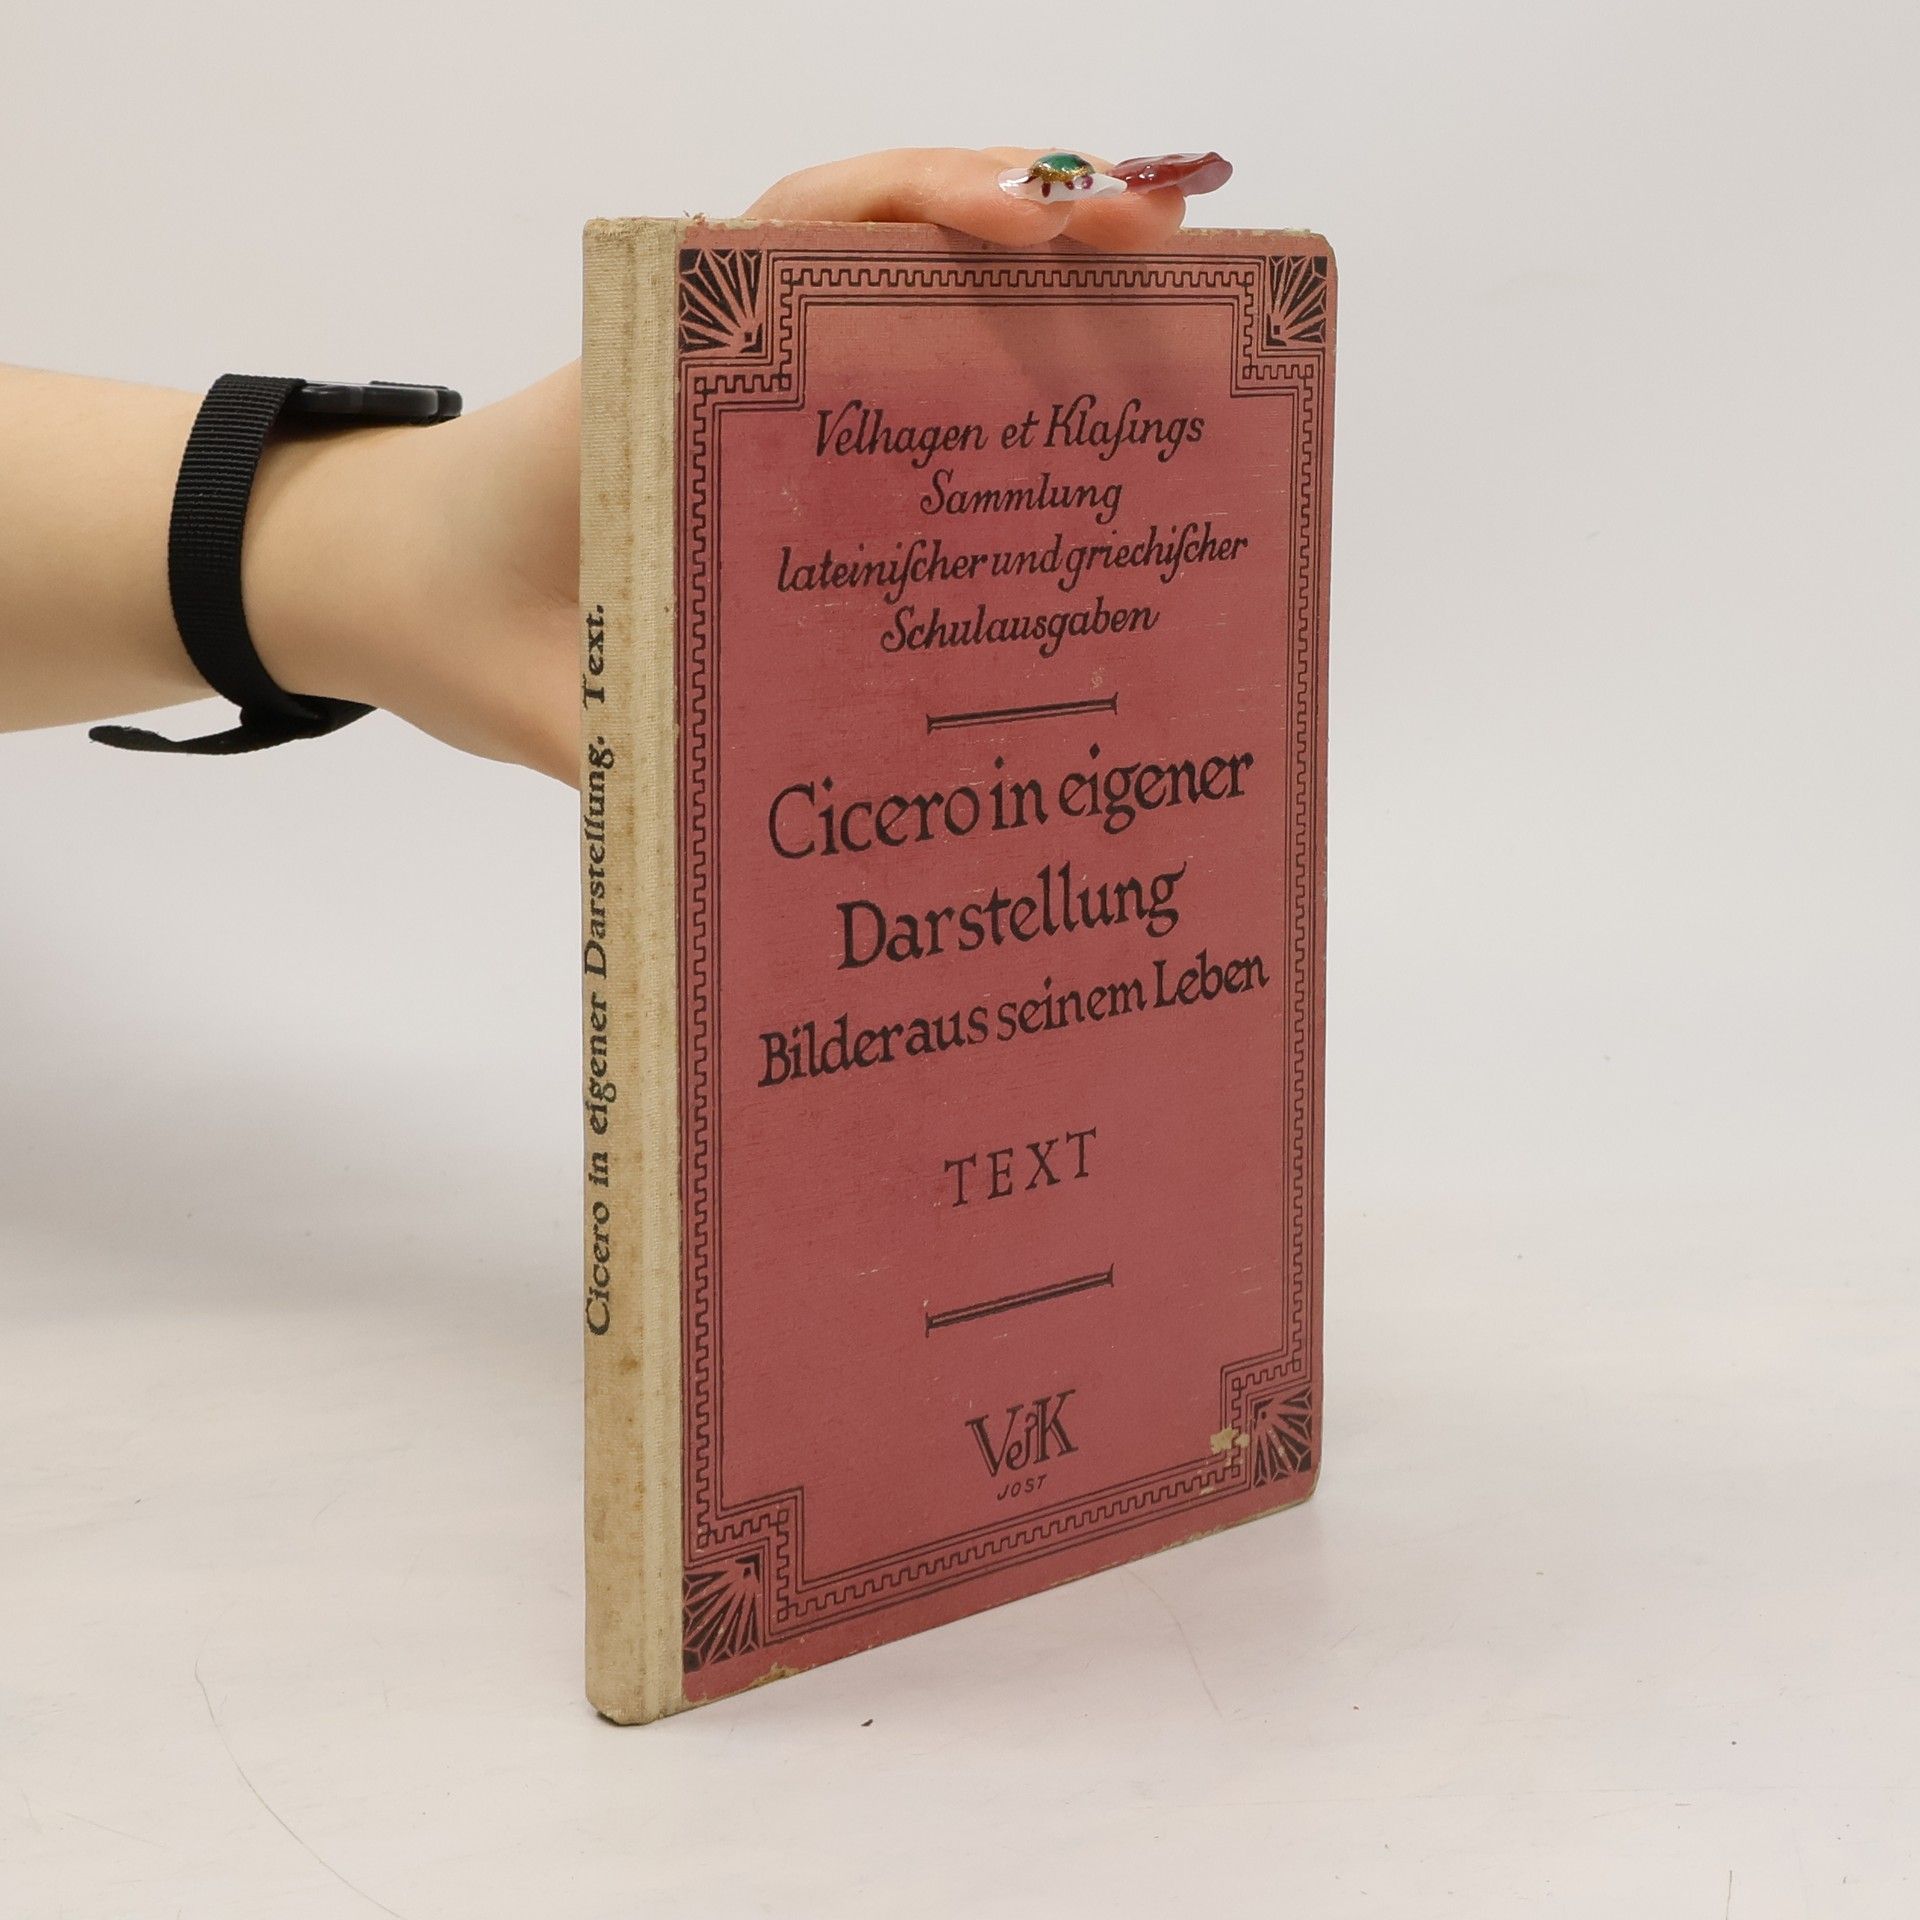 Velhagen et Klaſings
Sammlung
lateiniſcher und griechiſcher
Schulausgaben
Cicero in eigener
Darstellung
Bilder aus seinem Leben
TEXT
V&K
JOST
Cicero in eigener Darstellung. Text.